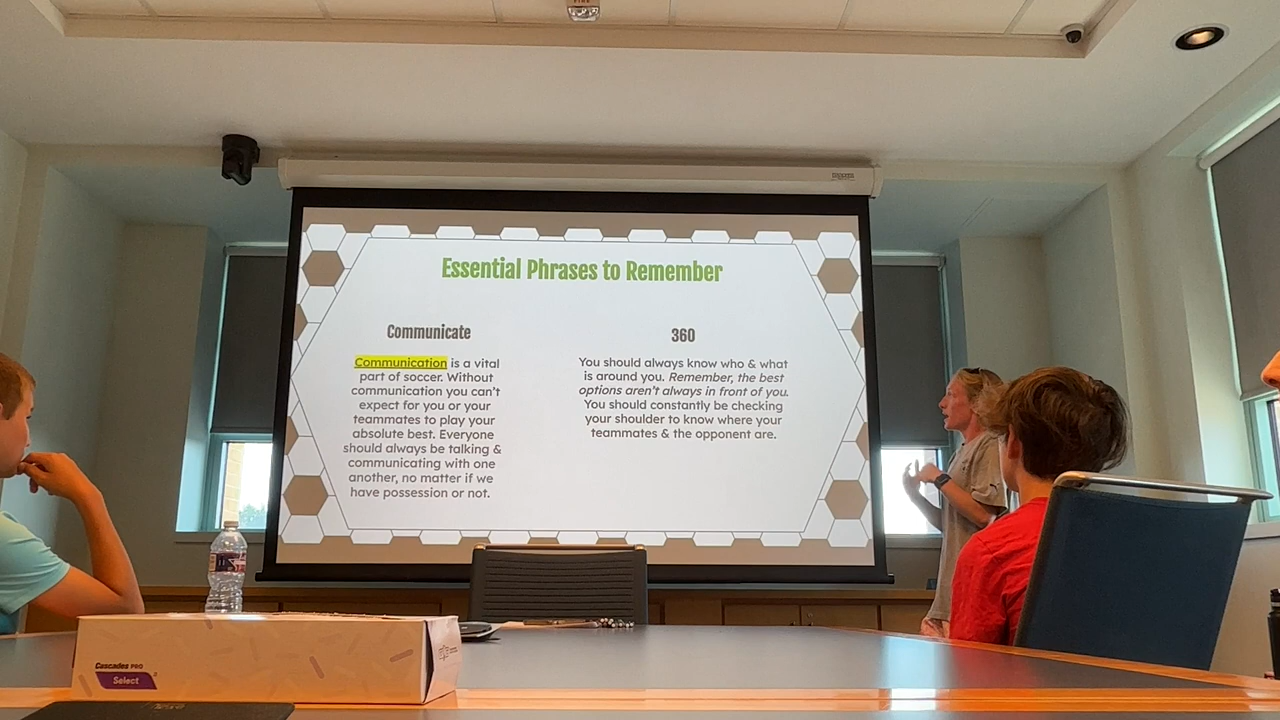 FIRE
Essential Phrases to Remember
Communicate
Communication is a vital
part of soccer. Without
communication you can't
expect for you or your
teammates to play your
absolute best. Everyone
should always be talking &
communicating with one
another, no matter if we
have possession or not.
360
You should always know who & what
is around you. Remember, the best
options aren't always in front of you.
You should constantly be checking
your shoulder to know where your
teammates & the opponent are.
Cascades PRO
Select